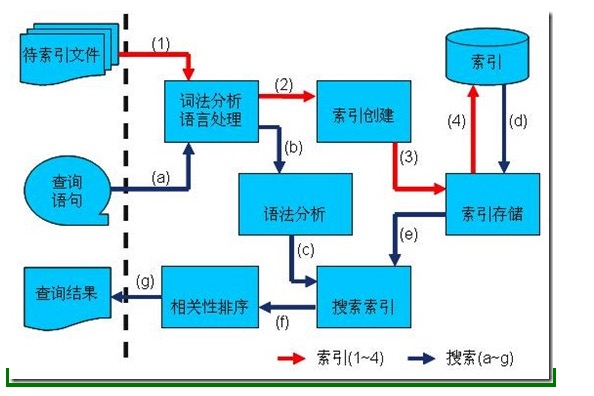 待索引文件
(1)
词法分析
语言处理
(2)
索引创建
索引
(4)
(d)
(3)
(b)
查询
语句
(a)
语法分析
索引存储
(e)
(c)
查询结果
(g)
相关性排序
(f)
搜索索引
索引(1~4)
搜索(a~g)